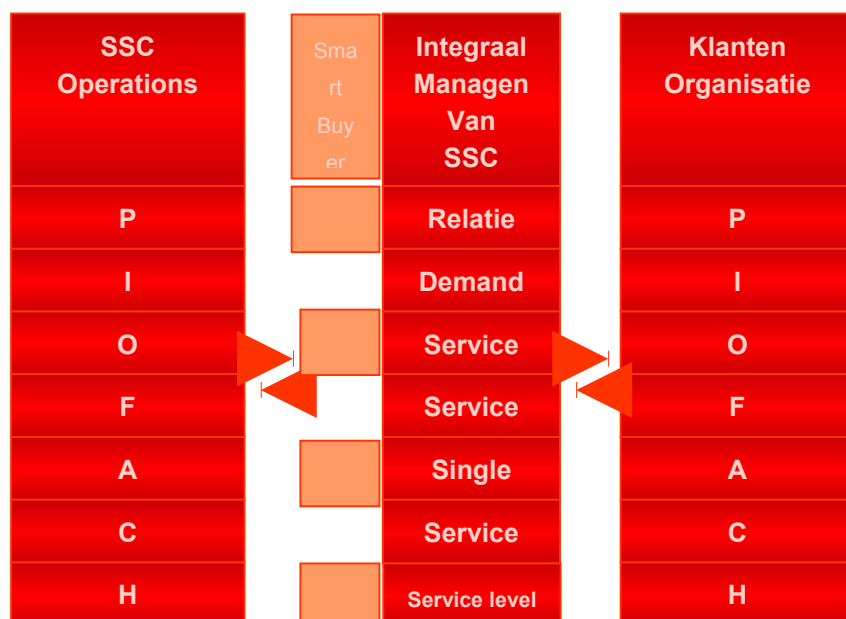 SSC
Operations
P
I
O
F
A
C
H
Sma
rt
Buy
er
Integraal
Managen
Van
SSC
Relatie
Demand
Service
Service
Single
Service
Service level
Klanten
Organisatie
P
I
O
F
A
C
H